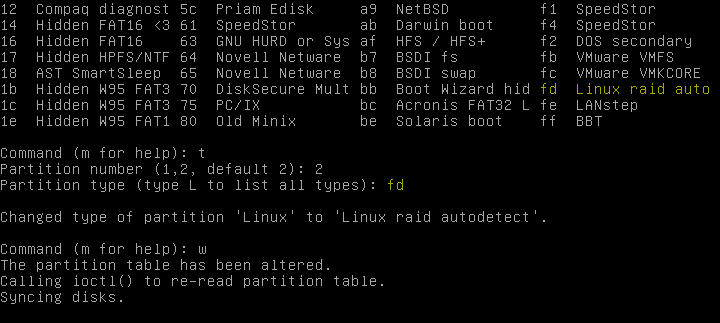 12  Compaq diagnost 5c  Priam Edisk      a9  NetBSD          f1  SpeedStor
14  Hidden FAT16 <3 61  SpeedStor        ab  Darwin boot     f4  SpeedStor
16  Hidden FAT16    63  GNU HURD or Sys af  HFS / HFS+      f2  DOS secondary
17  Hidden HPFS/NTF 64  Novell Netware  b7  BSDI fs         fb  VMware VMFS
18  AST SmartSleep  65  Novell Netware  b8  BSDI swap       fc  VMware VMKCORE
1b  Hidden W95 FAT3 70  DiskSecure Mult bb  Boot Wizard hid fd  Linux raid auto
1c  Hidden W95 FAT3 75  PC/IX           bc  Acronis FAT32 L fe  LANstep
1e  Hidden W95 FAT1 80  Old Minix       be  Solaris boot    ff  BBT
Command (m for help): t
Partition number (1,2, default 2): 2
Partition type (type L to list all types): fd
Changed type of partition 'Linux' to 'Linux raid autodetect'.
Command (m for help): w
The partition table has been altered.
Calling ioctl() to re-read partition table.
Syncing disks.